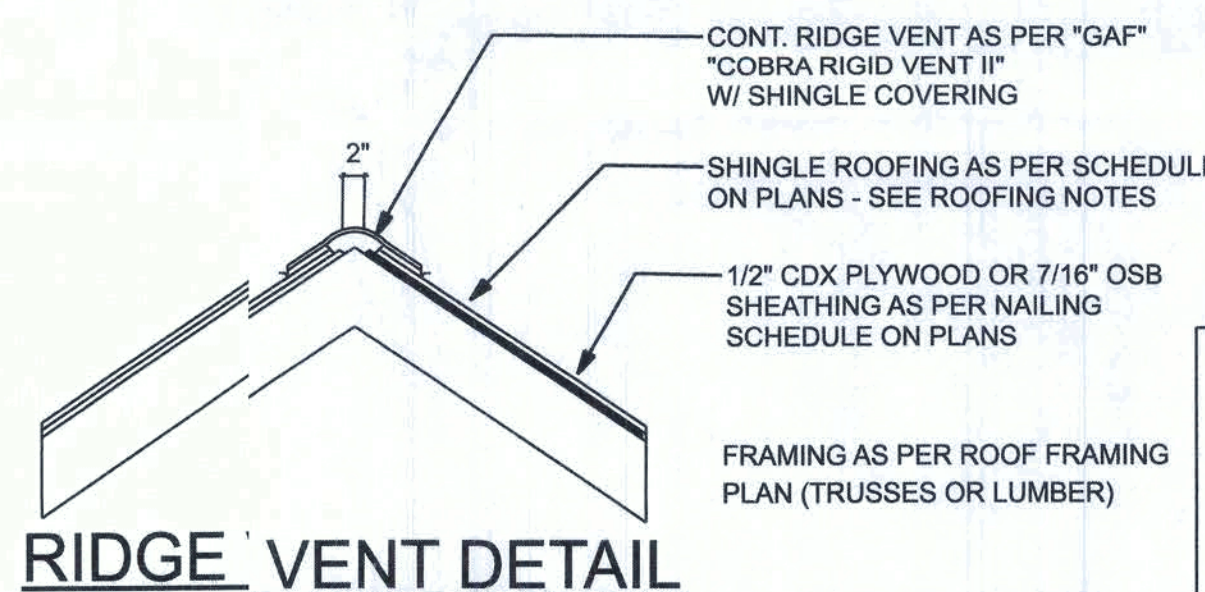 CONT. RIDGE VENT AS PER "GAF"
"COBRA RIGID VENT II"
W/ SHINGLE COVERING
2"
SHINGLE ROOFING AS PER SCHEDULE
ON PLANS - SEE ROOFING NOTES
1/2" CDX PLYWOOD OR 7/16" OSB
SHEATHING AS PER NAILING
SCHEDULE ON PLANS
FRAMING AS PER ROOF FRAMING
PLAN (TRUSSES OR LUMBER)
RIDGE VENT DETAIL